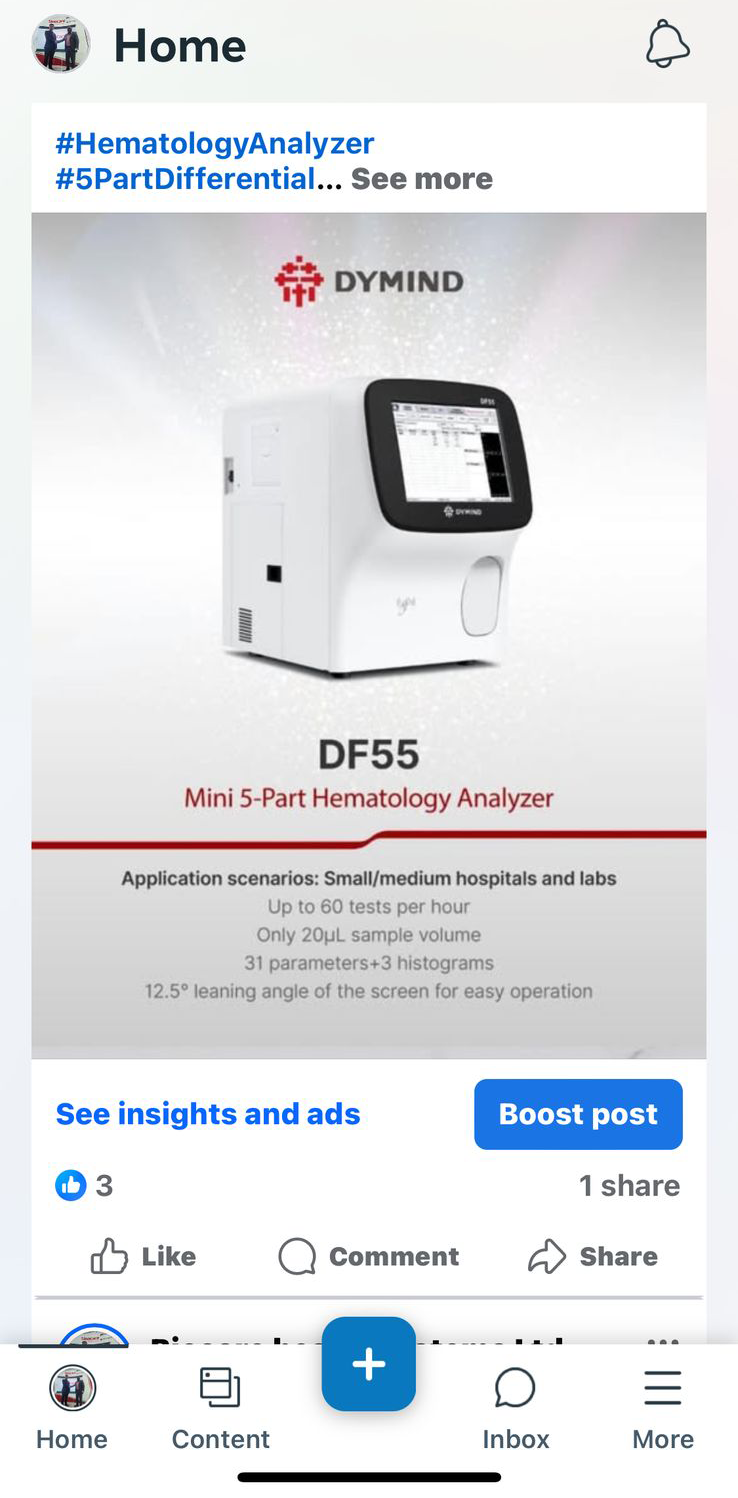 Home
#HematologyAnalyzer
#5PartDifferential... See more
DYMIND
DF55
DYMIND
DF55
Mini 5-Part Hematology Analyzer
Application scenarios: Small/medium hospitals and labs
Up to 60 tests per hour
Only 20μL sample volume
31 parameters+3 histograms
12.5° leaning angle of the screen for easy operation
See insights and ads
Boost post
3
1 share
Like
Comment
Share
Ltd
Home
Content
Inbox
More